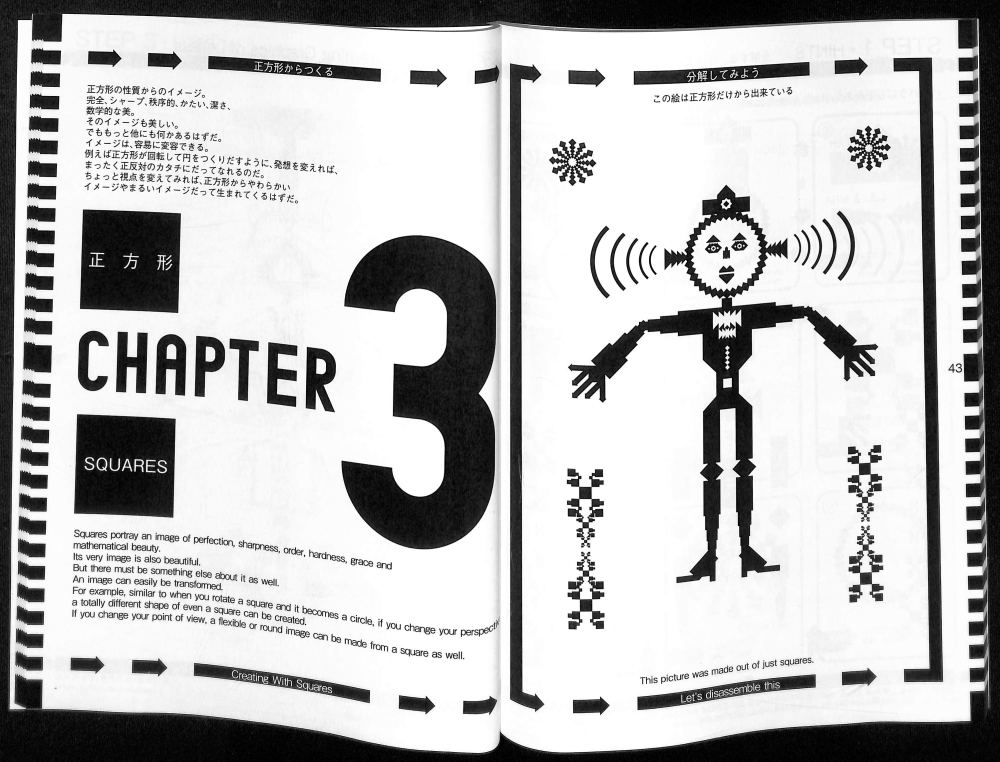 正方形からつくる
正方形の性質からのイメージ。
完全、シャープ、秩序的、かたい、潔さ、
数学的な美。
そのイメージも美しい。
でももっと他にも何かあるはずだ。
イメージは、容易に変容できる。
例えば正方形が回転して円をつくりだすように、発想を変えれば、
まったく正反対のカタチにだってなれるのだ。
ちょっと視点を変えてみれば、正方形からやわらかい
イメージやまるいイメージだって生まれてくるはずだ。
正方形
CHAPTER 3
SQUARES
Squares portray an image of perfection, sharpness, order, hardness, grace and
mathematical beauty.
Its very image is also beautiful.
But there must be something else about it as well.
An image can easily be transformed.
For example, similar to when you rotate a square and it becomes a circle, if you change your
a totally different shape of even a square can be created.
If you change your point of view, a flexible or round image can be made from a square as well.
Creating With Squares
分解してみよう
この絵は正方形だけから出来ている
43
This picture was made out of just squares.
Let's disassemble this